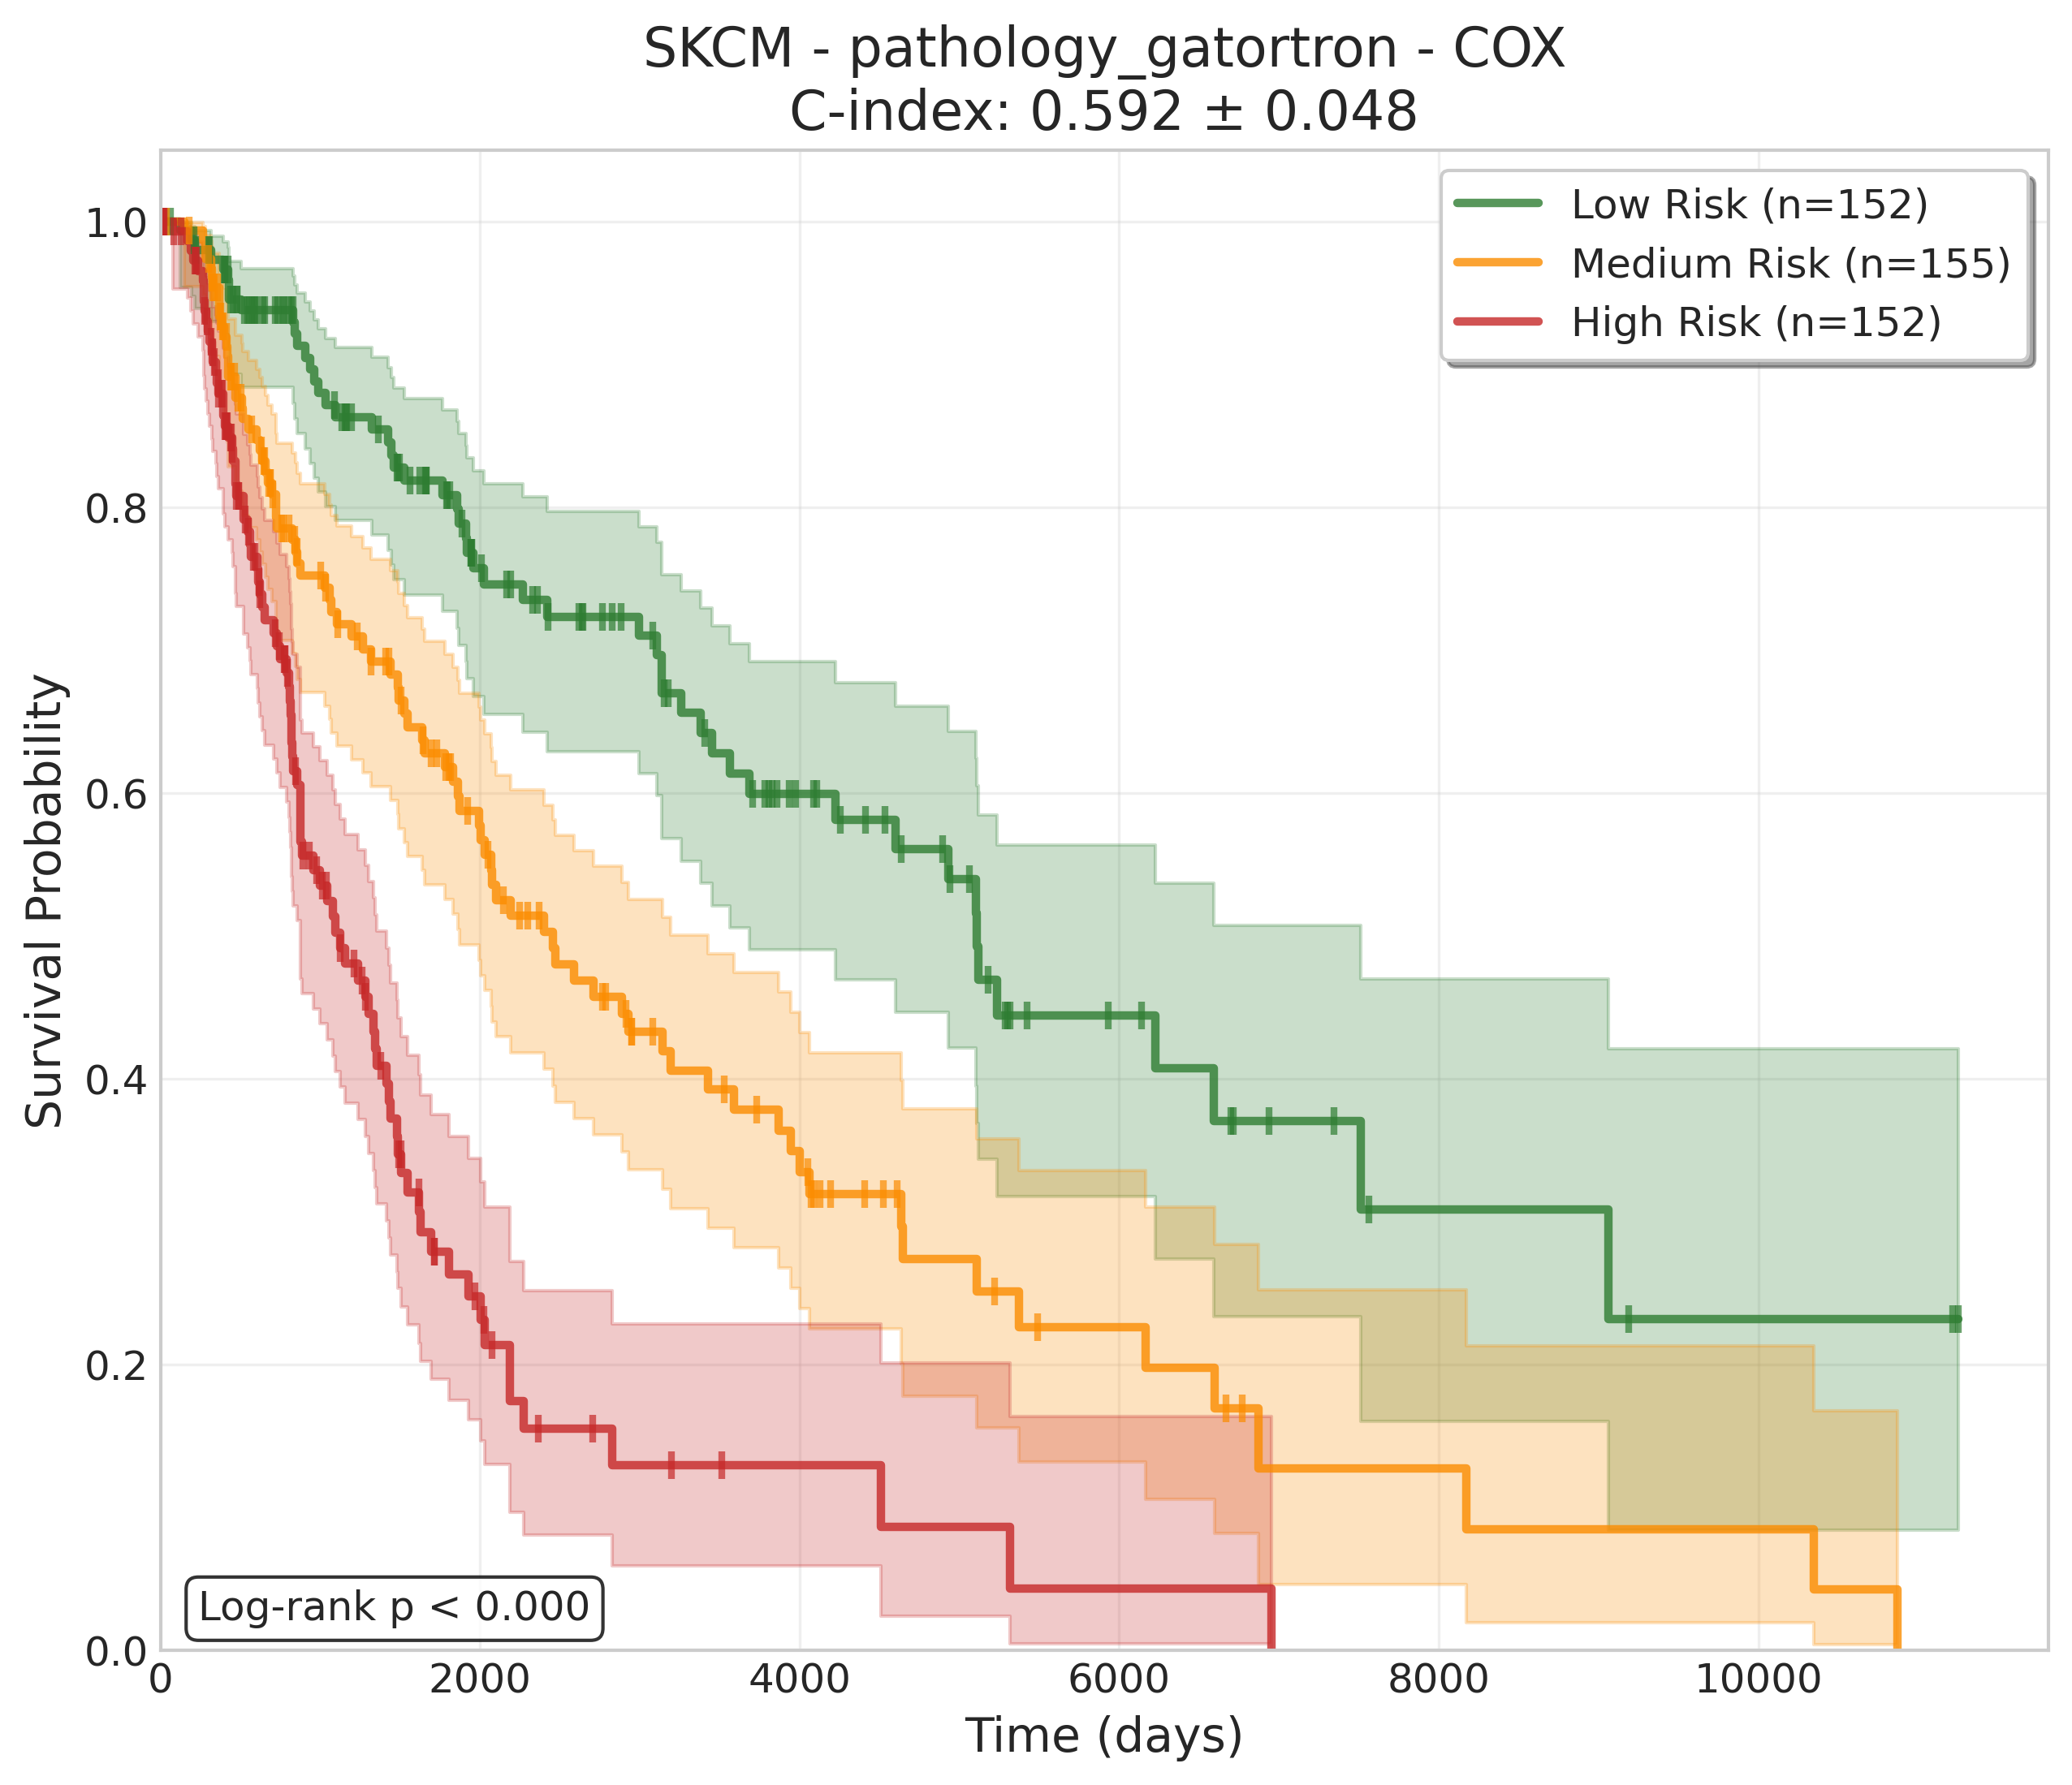 SKCM - pathology_gatortron - COX
C-index: 0.592 ± 0.048
Low Risk (n=152)
Medium Risk (n=155)
High Risk (n=152)
Survival Probability
1.0
0.8
0.6
0.4
0.2
0.0
Log-rank p < 0.000
0
2000
4000
6000
8000
10000
Time (days)